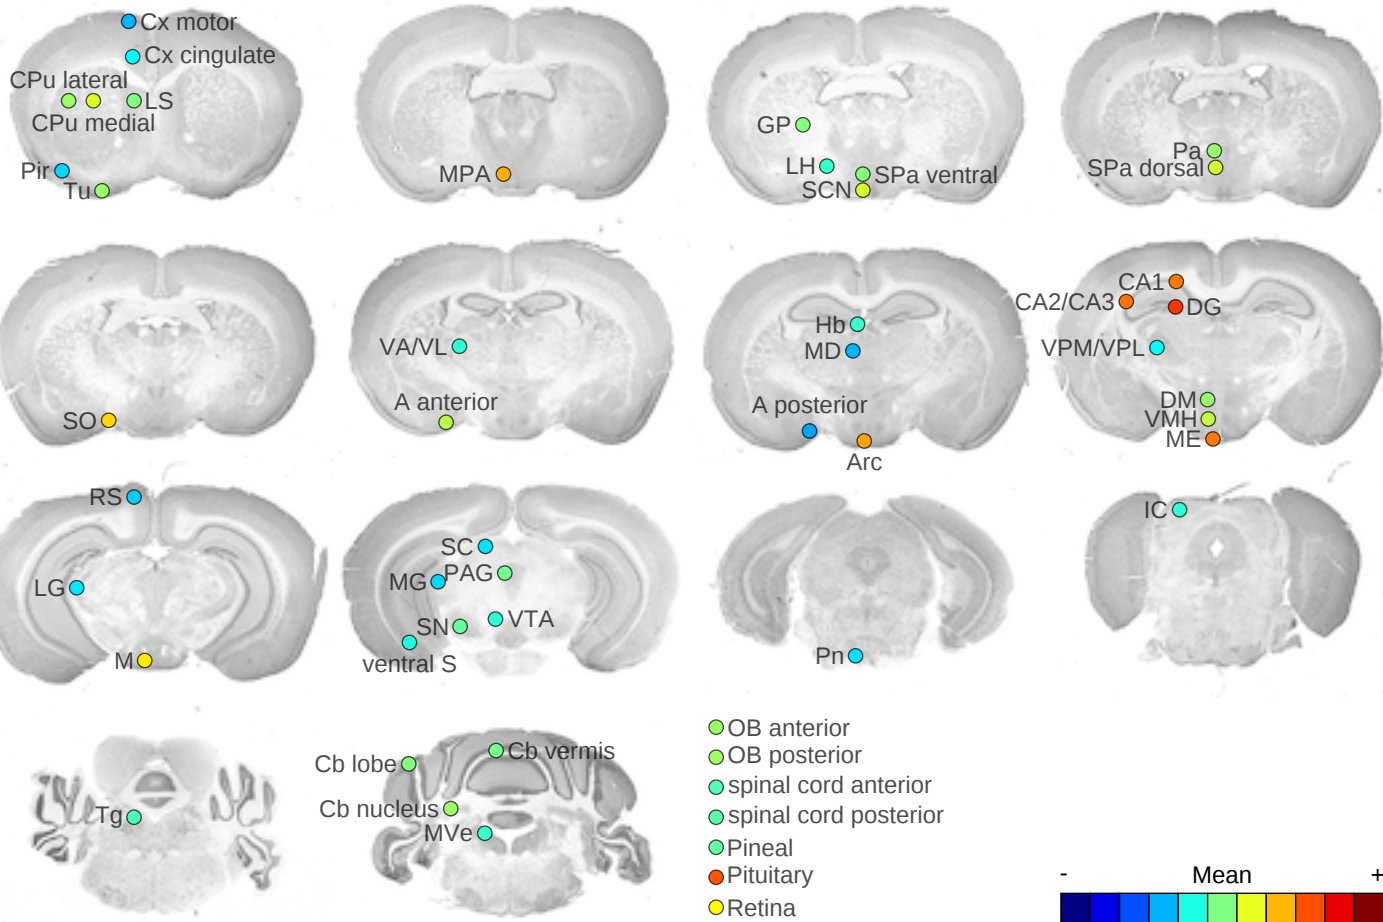 Cx motor
Cx cingulate
CPu lateral
LS
CPu medial
Pir
Tu
MPA
GP
LH
SPa ventral
SCN
Pa
SPa dorsal
SO
VA/VL
A anterior
Hb
MD
A posterior
Arc
CA1
CA2/CA3
DG
VPM/VPL
DM
VMH
ME
RS
LG
M
SC
MG
PAG
SN
VTA
ventral S
Pn
IC
Tg
Cb lobe
Cb vermis
Cb nucleus
MVe
OB anterior
OB posterior
spinal cord anterior
spinal cord posterior
Pineal
Pituitary
Retina
- Mean +